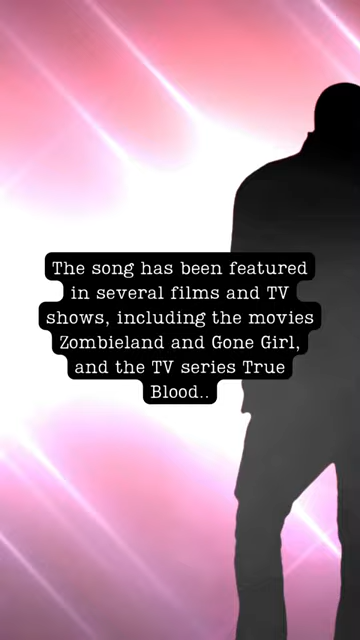 The song has been featured
in several films and TV
shows, including the movies
Zombieland and Gone Girl,
and the TV series True
Blood..